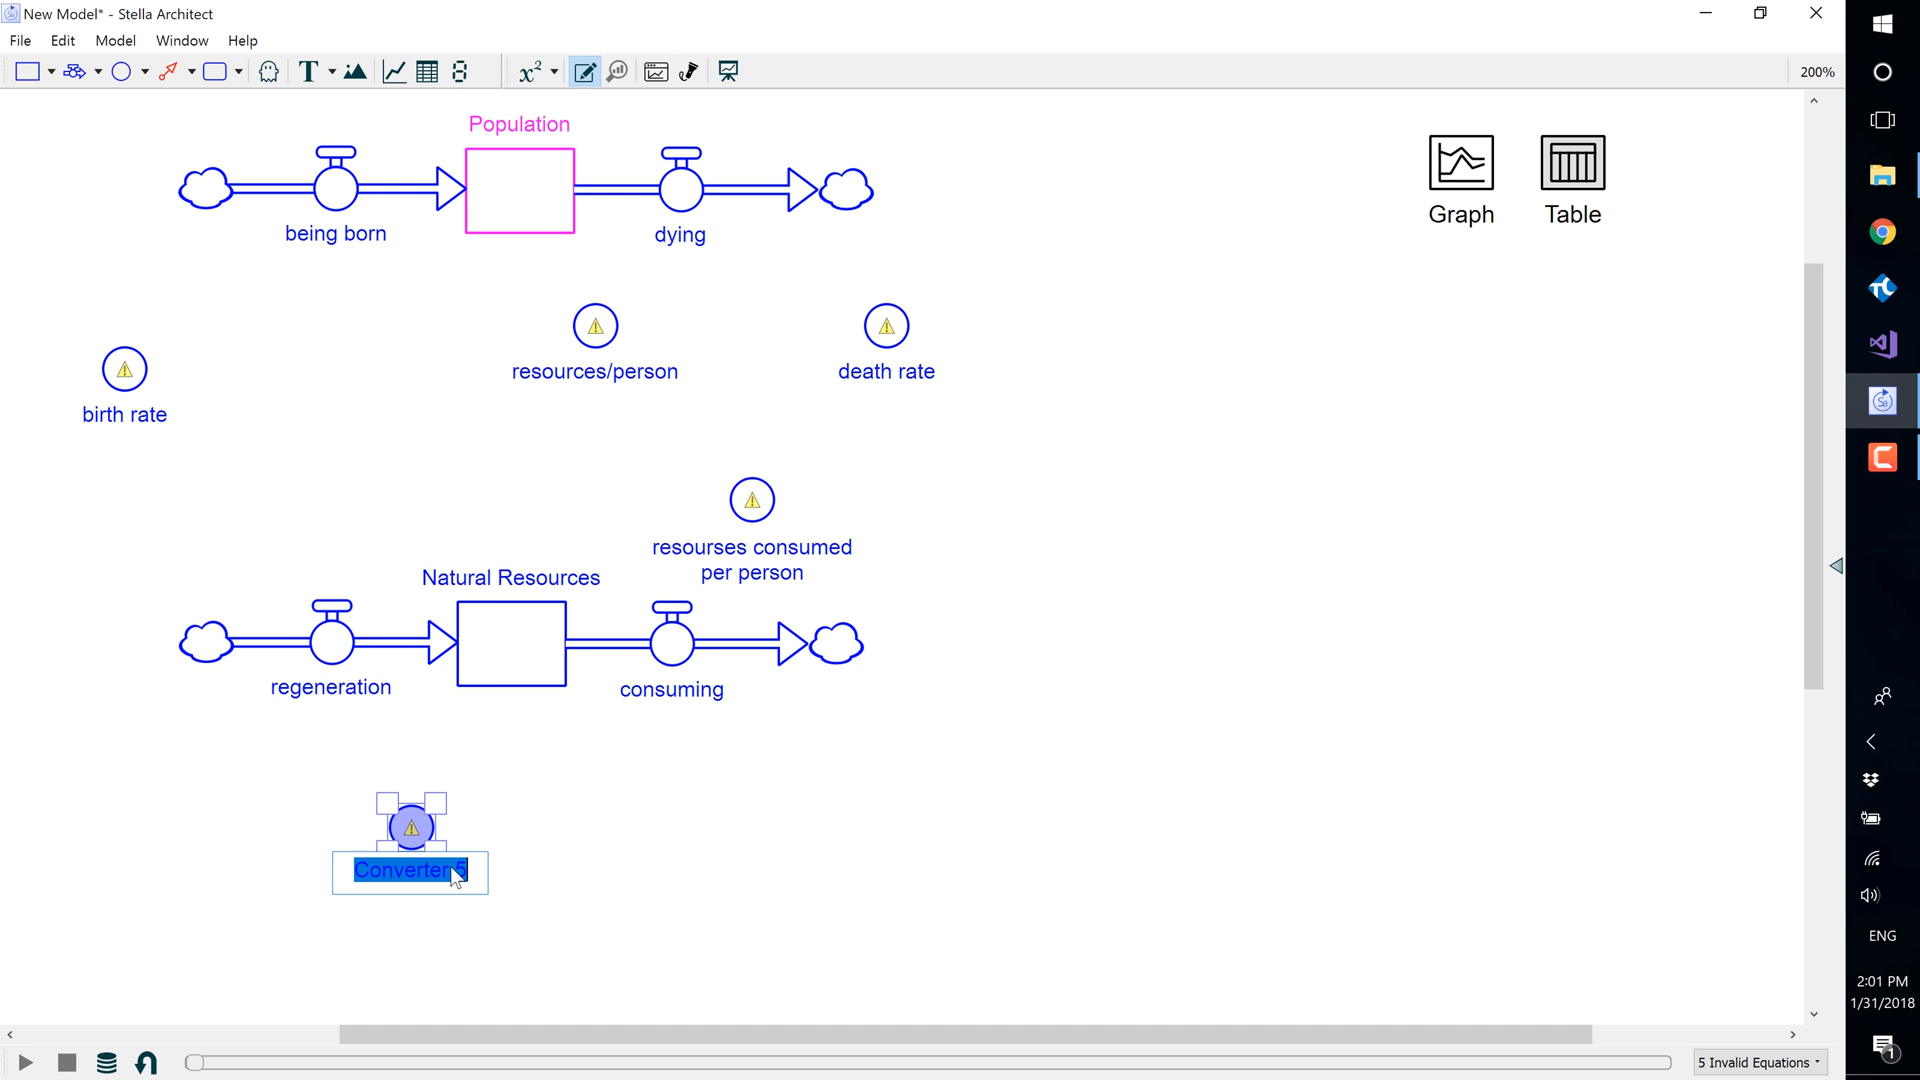 New Model* - Stella Architect
File Edit Model Window Help
T x² 200%
Population
being born
dying
Graph
Table
resources/person
death rate
birth rate
resourses consumed
per person
Natural Resources
regeneration
consuming
Converter 5
5 Invalid Equations
ENG
2:01 PM
1/31/2018
1